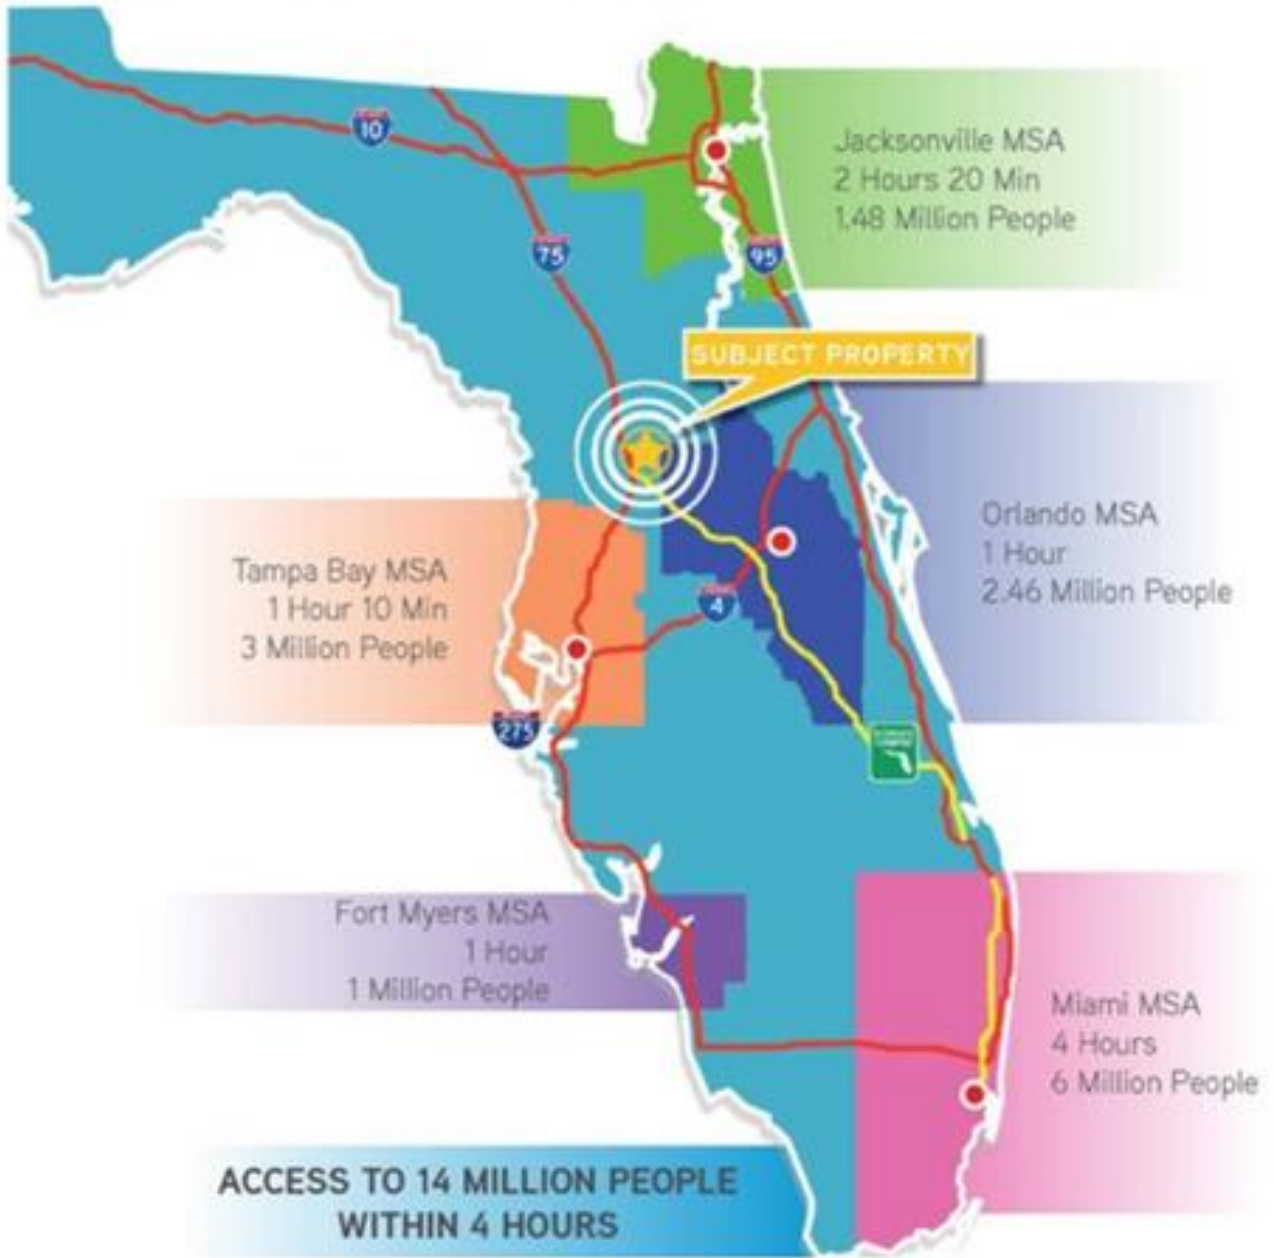 10
Jacksonville MSA
2 Hours 20 Min
1.48 Million People
75
95
SUBJECT PROPERTY
Orlando MSA
1 Hour
2.46 Million People
Tampa Bay MSA
1 Hour 10 Min
3 Million People
4
275
Fort Myers MSA
1 Hour
1 Million People
Miami MSA
4 Hours
6 Million People
ACCESS TO 14 MILLION PEOPLE
WITHIN 4 HOURS